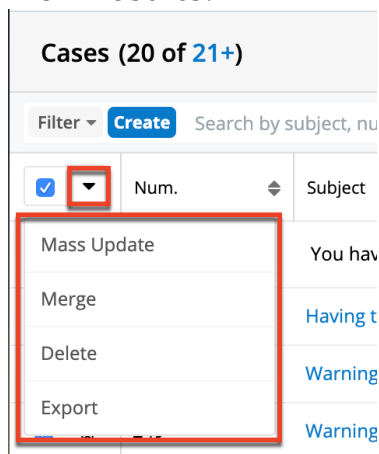 Cases (20 of 21+)
Filter Create Search by subject, nu
Num. Subject
Mass Update
You hav
Merge
Having t
Delete
Warning
Export
Warning